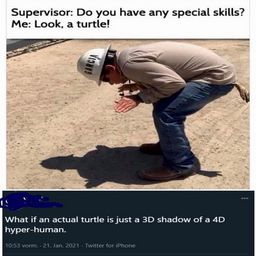 Supervisor: Do you have any special skills?
Me: Look, a turtle!
GARCIA
What if an actual turtle is just a 3D shadow of a 4D
hyper-human.
10:53 vorm. · 21. Jan. 2021 · Twitter for iPhone